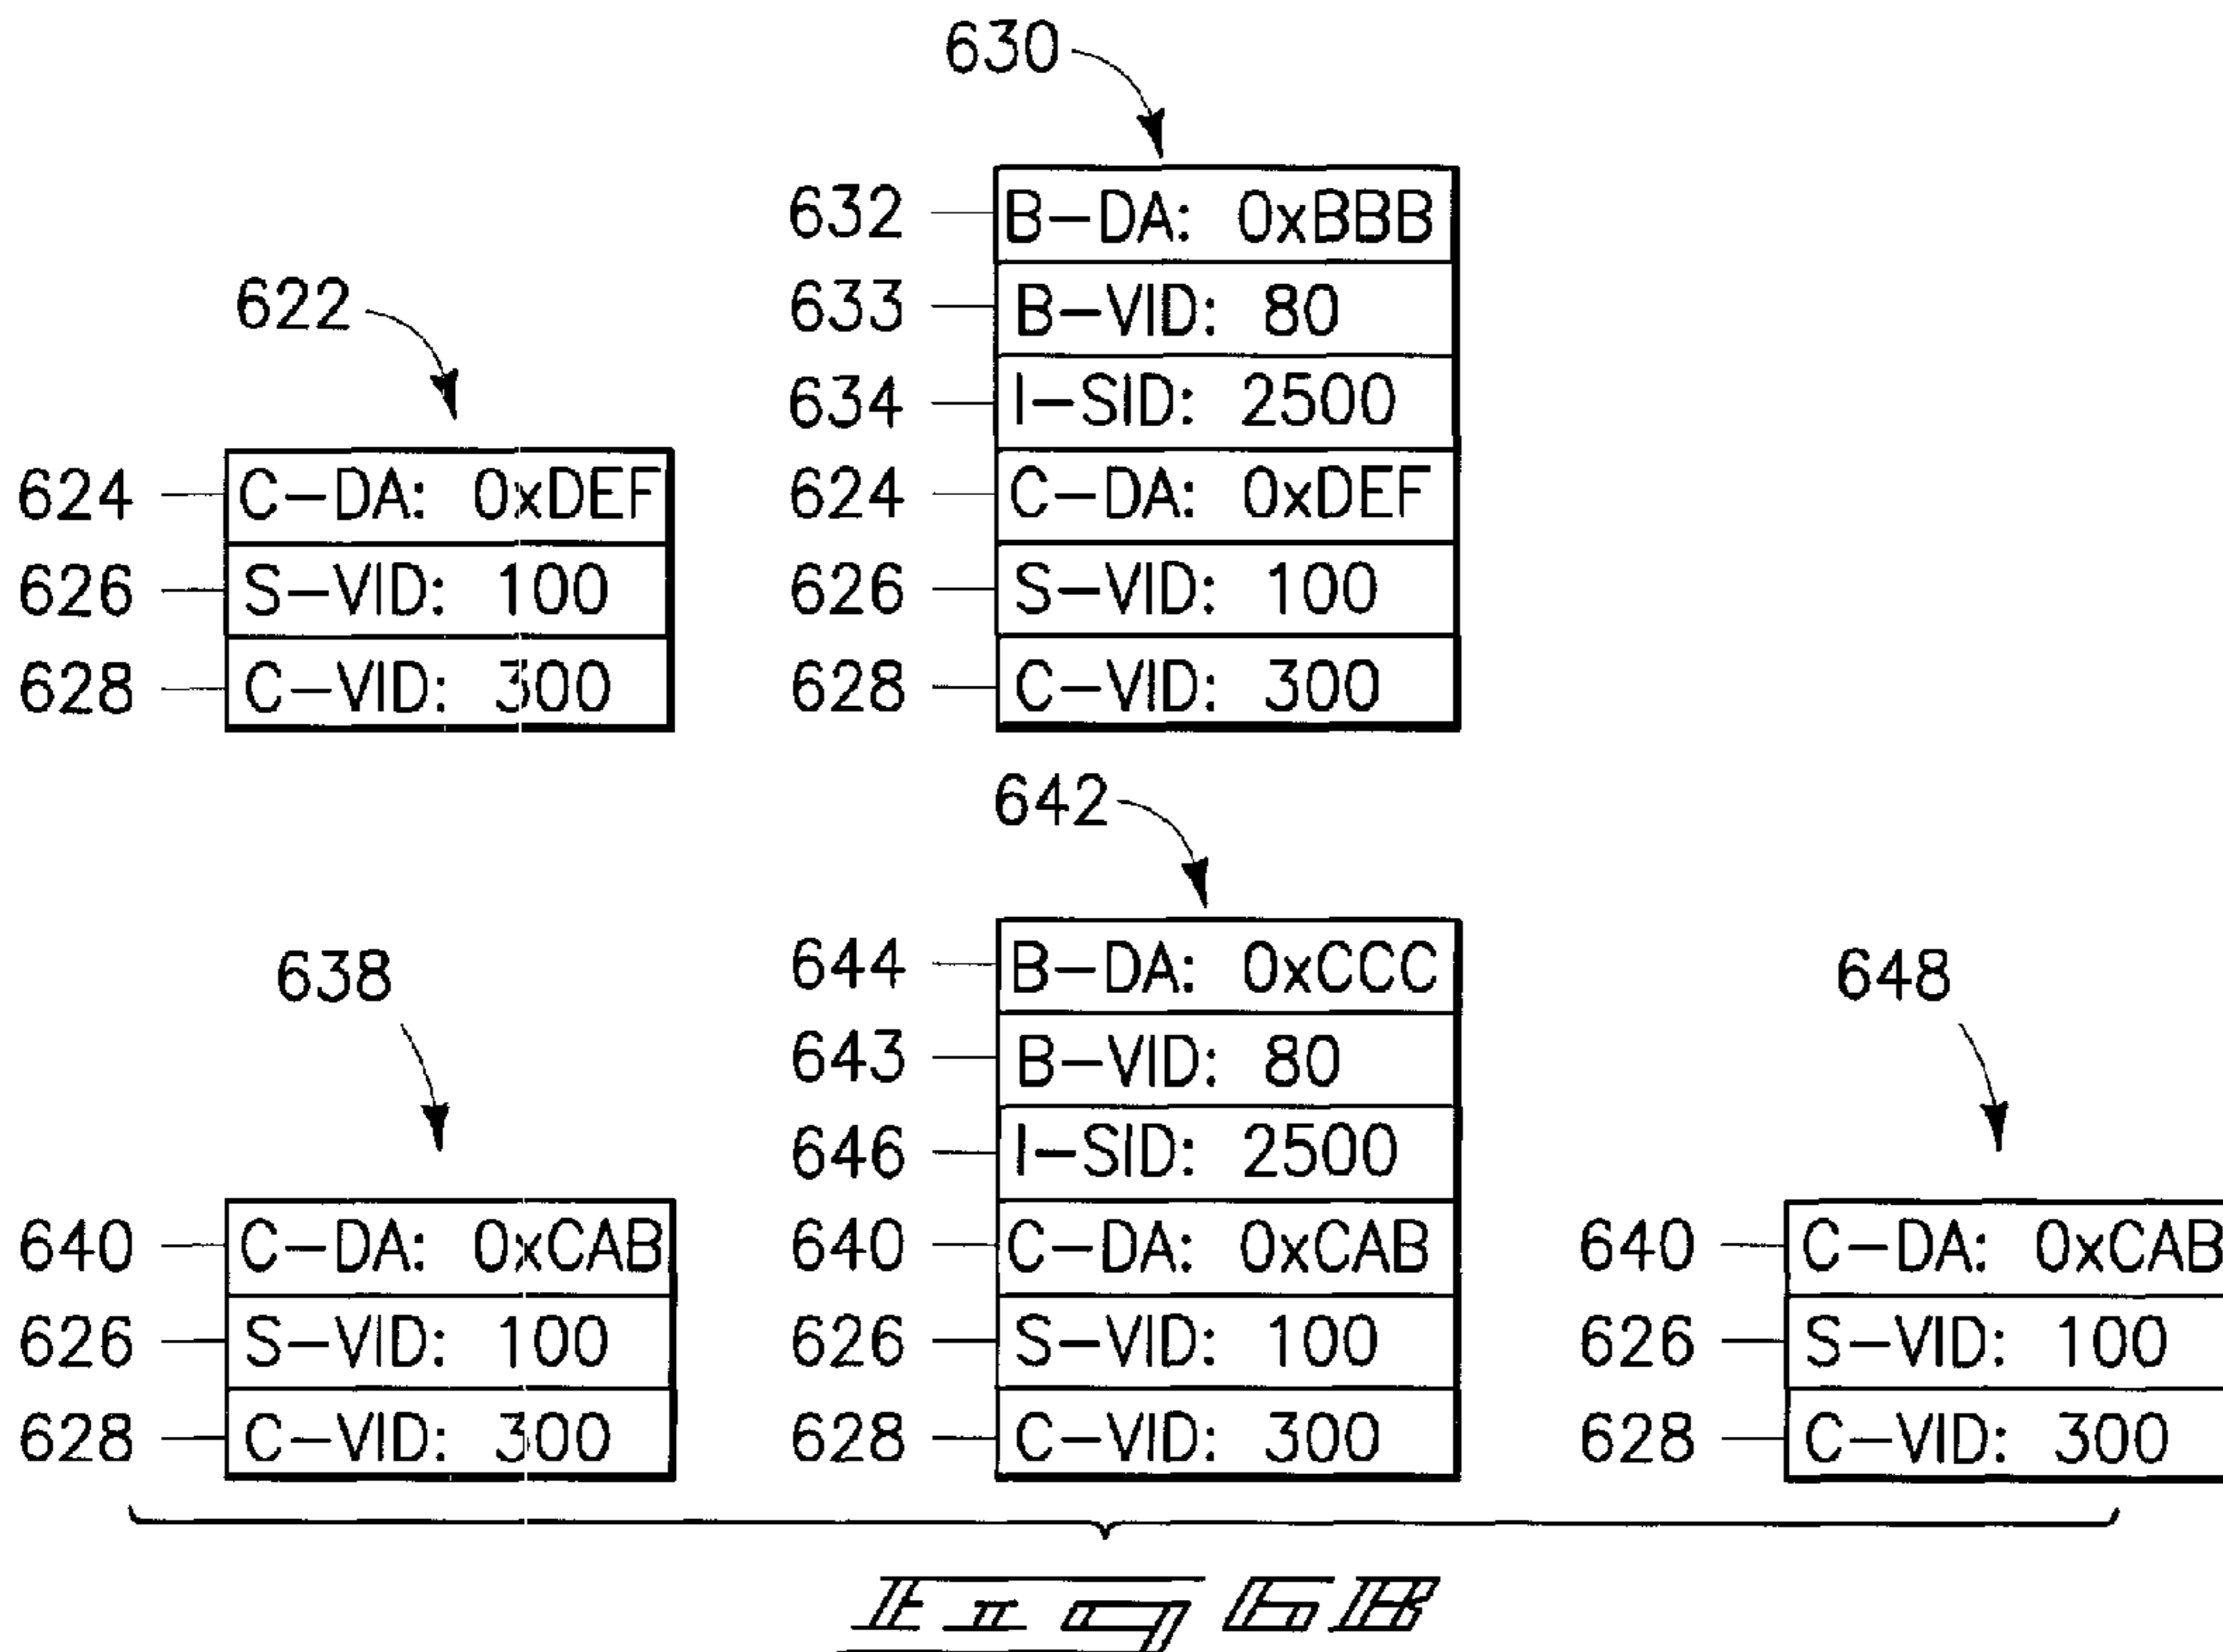 630
632 B-DA: 0xBBB
633 B-VID: 80
634 I-SID: 2500
624 C-DA: 0xDEF
626 S-VID: 100
628 C-VID: 300
622
624 C-DA: 0xDEF
626 S-VID: 100
628 C-VID: 300
638
640 C-DA: 0xCAB
626 S-VID: 100
628 C-VID: 300
642
644 B-DA: 0xCCC
643 B-VID: 80
646 I-SID: 2500
640 C-DA: 0xCAB
626 S-VID: 100
628 C-VID: 300
648
640 C-DA: 0xCAB
626 S-VID: 100
628 C-VID: 300
Fig 6B